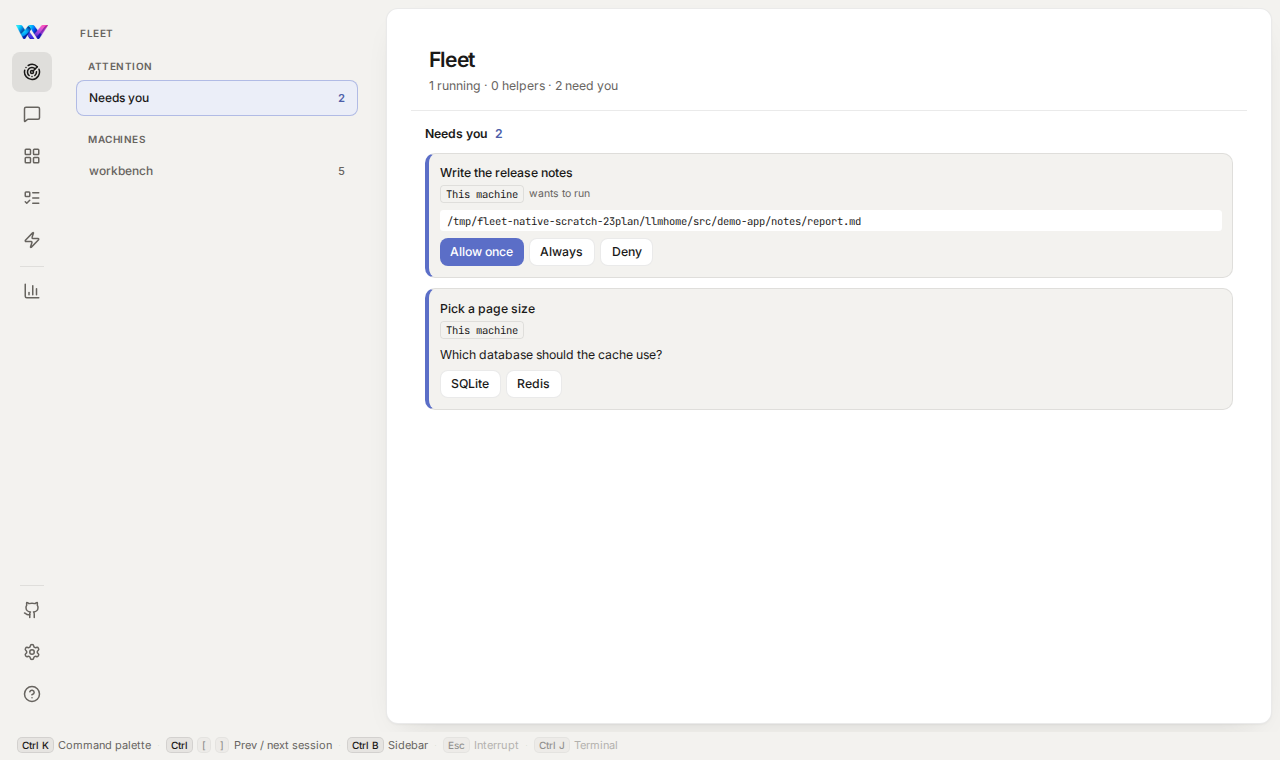 FLEET
ATTENTION
Needs you 2
MACHINES
workbench 5
Fleet
1 running · 0 helpers · 2 need you
Needs you 2
Write the release notes
This machine wants to run
/tmp/fleet-native-scratch-23plan/llmhome/src/demo-app/notes/report.md
Allow once Always Deny
Pick a page size
This machine
Which database should the cache use?
SQLite Redis
Ctrl K Command palette Ctrl [ ] Prev / next session Ctrl B Sidebar Esc Interrupt Ctrl J Terminal